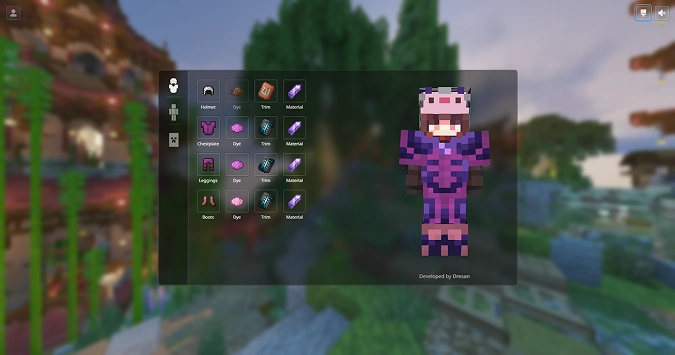 Helmet Dye Trim Material
Chestplate Dye Trim Material
Leggings Dye Trim Material
Boots Dye Trim Material
Developed by Dresan